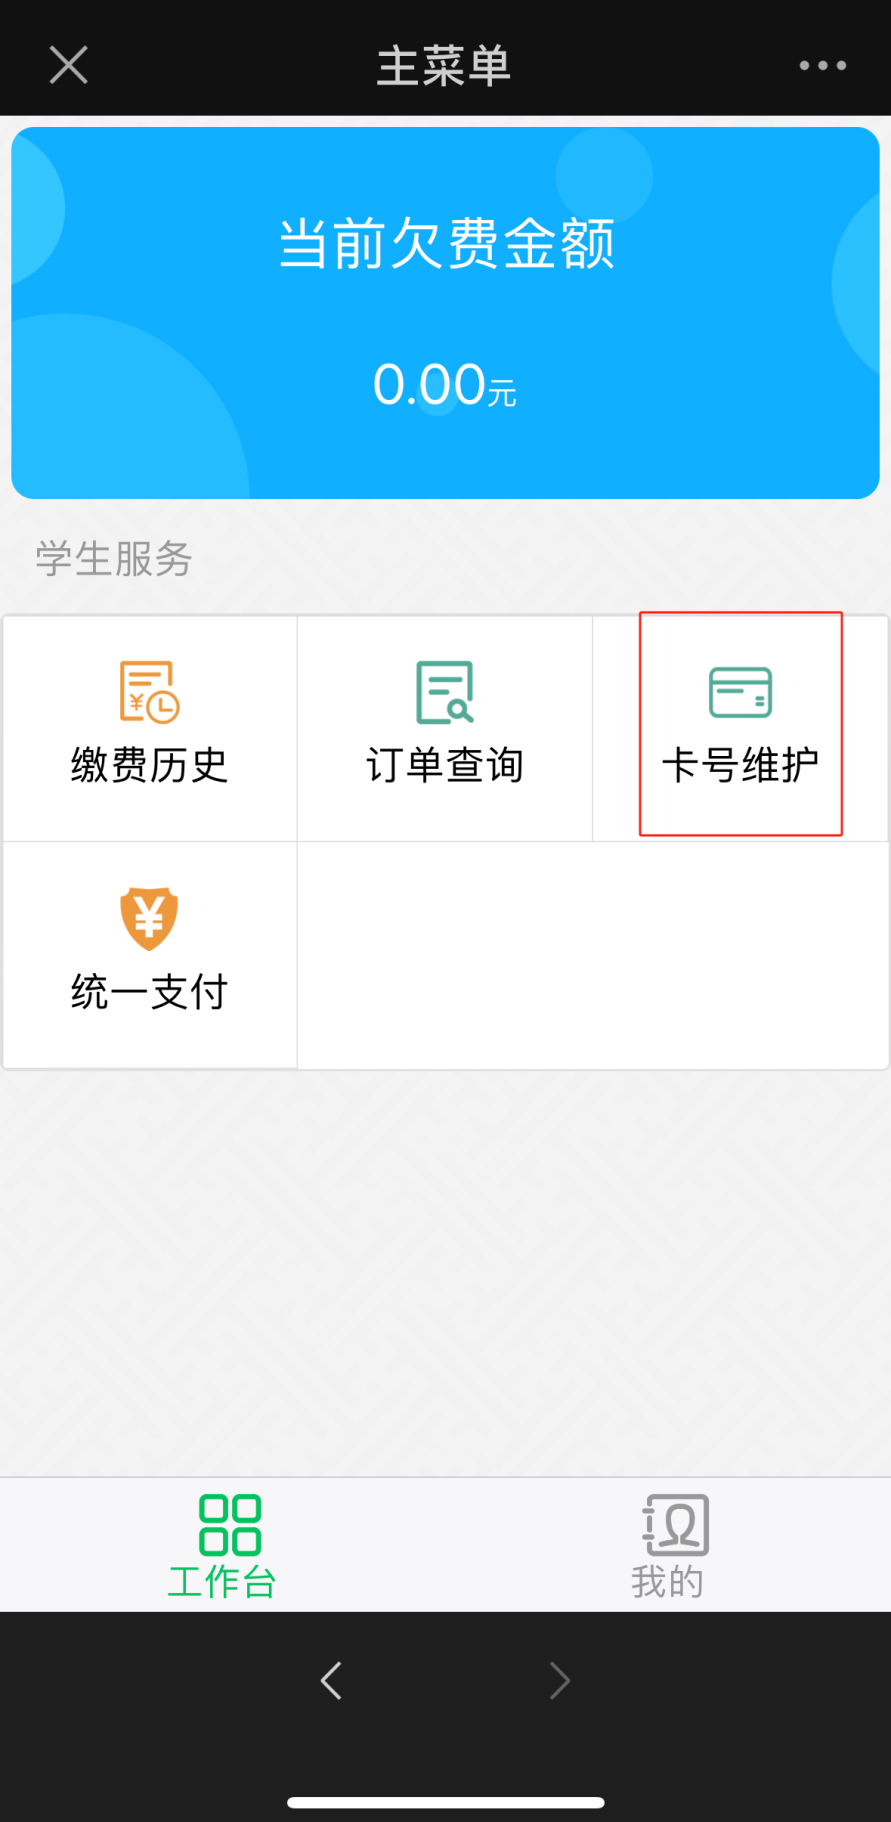 主菜单
当前欠费金额
0.00元
学生服务
缴费历史
订单查询
卡号维护
统一支付
工作台
我的